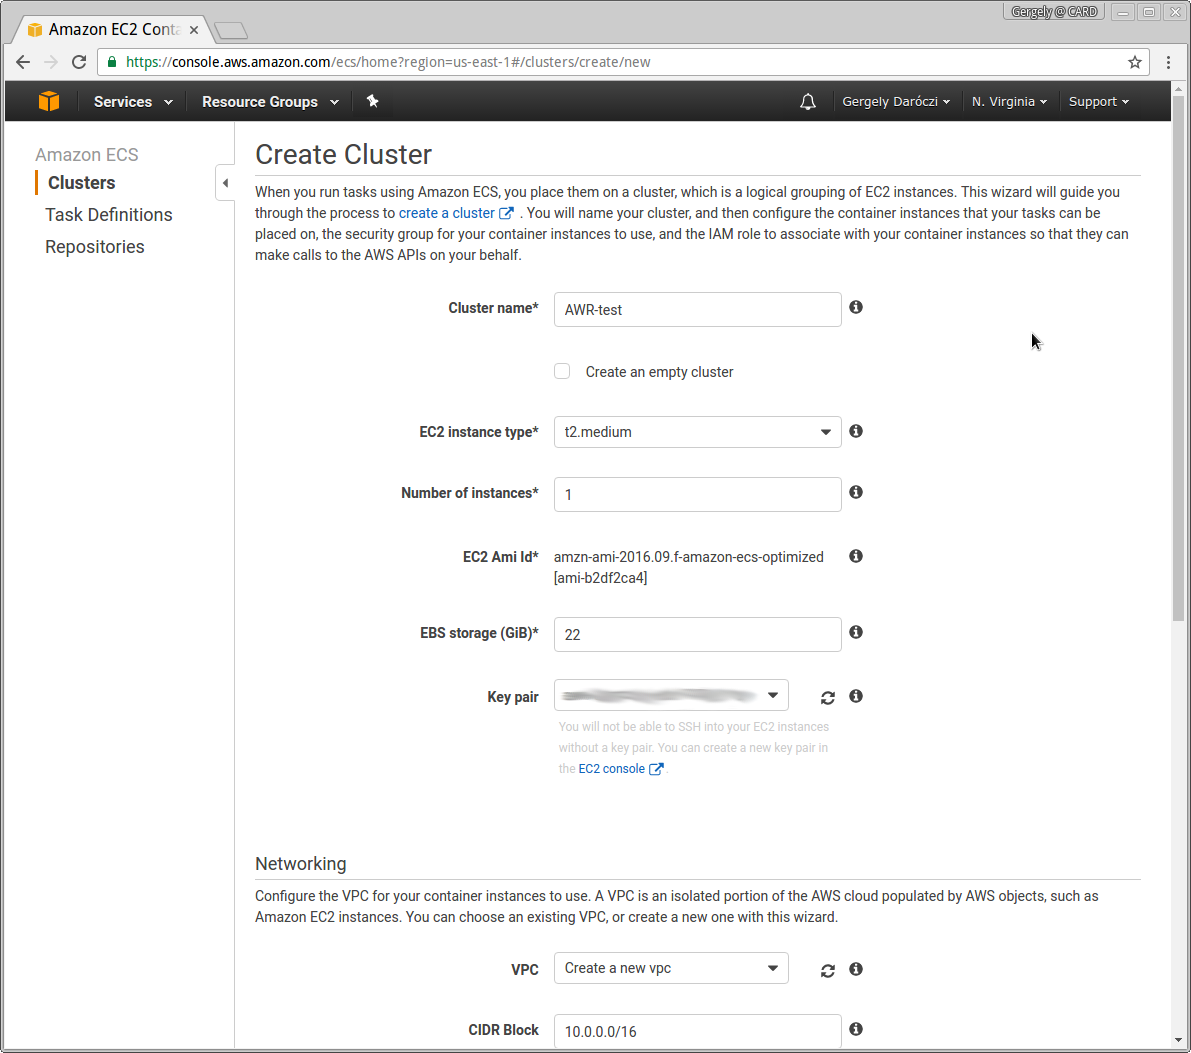 Gergely @ CARD
Amazon EC2 Conta
https://console.aws.amazon.com/ecs/home?region=us-east-1#/clusters/create/new
Services Resource Groups Gergely Daróczi N. Virginia Support
Amazon ECS
Clusters
Task Definitions
Repositories
Create Cluster
When you run tasks using Amazon ECS, you place them on a cluster, which is a logical grouping of EC2 instances. This wizard will guide you
through the process to create a cluster . You will name your cluster, and then configure the container instances that your tasks can be
placed on, the security group for your container instances to use, and the IAM role to associate with your container instances so that they can
make calls to the AWS APIs on your behalf.
Cluster name* AWR-test
Create an empty cluster
EC2 instance type* t2.medium
Number of instances* 1
EC2 Ami Id* amzn-ami-2016.09.f-amazon-ecs-optimized
[ami-b2df2ca4]
EBS storage (GiB)* 22
Key pair
You will not be able to SSH into your EC2 instances
without a key pair. You can create a new key pair in
the EC2 console .
Networking
Configure the VPC for your container instances to use. A VPC is an isolated portion of the AWS cloud populated by AWS objects, such as
Amazon EC2 instances. You can choose an existing VPC, or create a new one with this wizard.
VPC Create a new vpc
CIDR Block 10.0.0.0/16